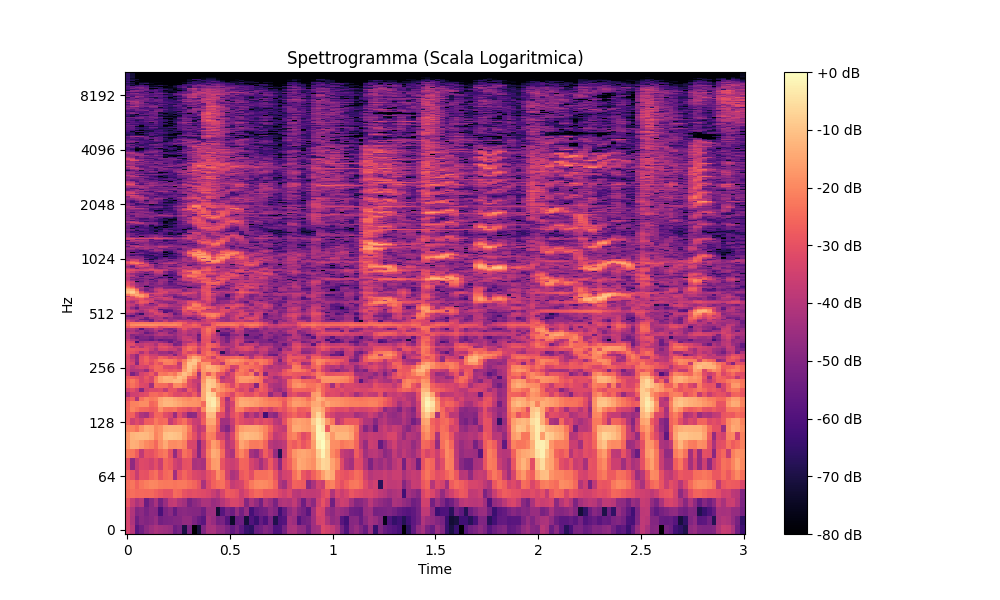 Spettrogramma (Scala Logaritmica)
8192
4096
2048
1024
512
256
128
64
0
Hz
0
0.5
1
1.5
2
2.5
3
Time
+0 dB
-10 dB
-20 dB
-30 dB
-40 dB
-50 dB
-60 dB
-70 dB
-80 dB